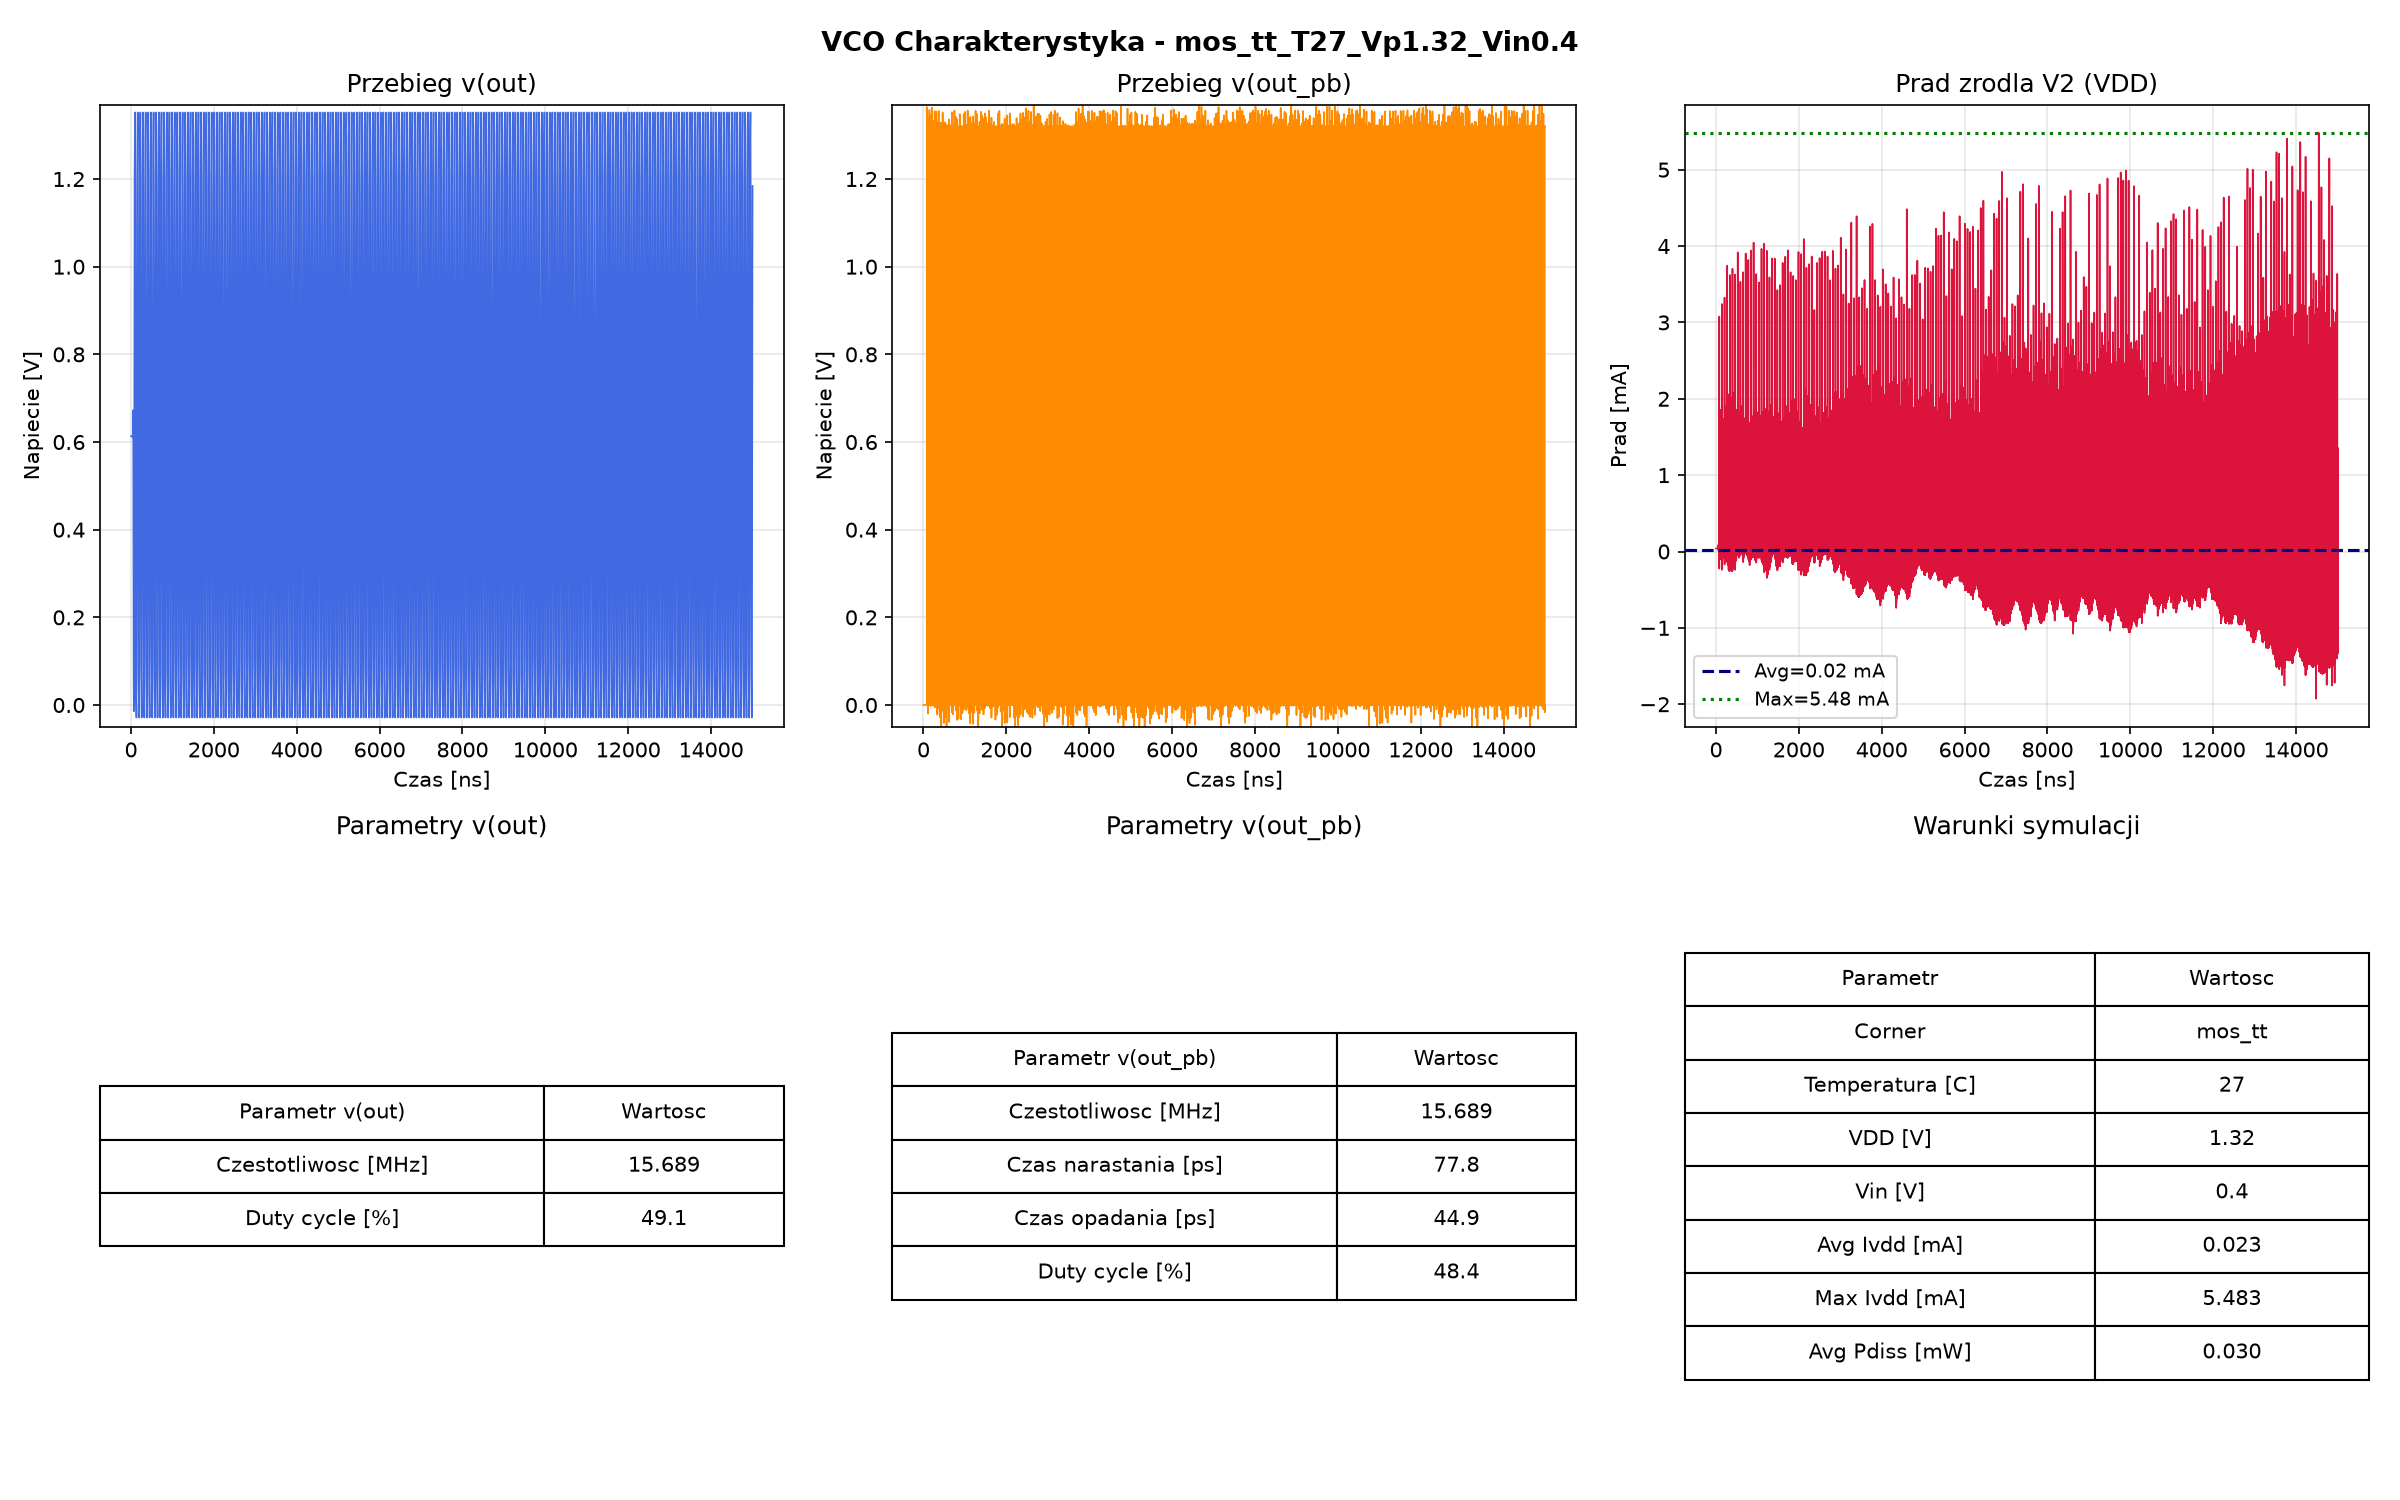 VCO Charakterystyka - mos_tt_T27_Vp1.32_Vin0.4
Przebieg v(out)
Napiecie [V]
1.2
1.0
0.8
0.6
0.4
0.2
0.0
0 2000 4000 6000 8000 10000 12000 14000
Czas [ns]
Przebieg v(out_pb)
Napiecie [V]
1.2
1.0
0.8
0.6
0.4
0.2
0.0
0 2000 4000 6000 8000 10000 12000 14000
Czas [ns]
Prad zrodla V2 (VDD)
Prad [mA]
5
4
3
2
1
0
−1
−2
Avg=0.02 mA
Max=5.48 mA
0 2000 4000 6000 8000 10000 12000 14000
Czas [ns]
Parametry v(out)
Parametr v(out) Wartosc
Czestotliwosc [MHz] 15.689
Duty cycle [%] 49.1
Parametry v(out_pb)
Parametr v(out_pb) Wartosc
Czestotliwosc [MHz] 15.689
Czas narastania [ps] 77.8
Czas opadania [ps] 44.9
Duty cycle [%] 48.4
Warunki symulacji
Parametr Wartosc
Corner mos_tt
Temperatura [C] 27
VDD [V] 1.32
Vin [V] 0.4
Avg Ivdd [mA] 0.023
Max Ivdd [mA] 5.483
Avg Pdiss [mW] 0.030